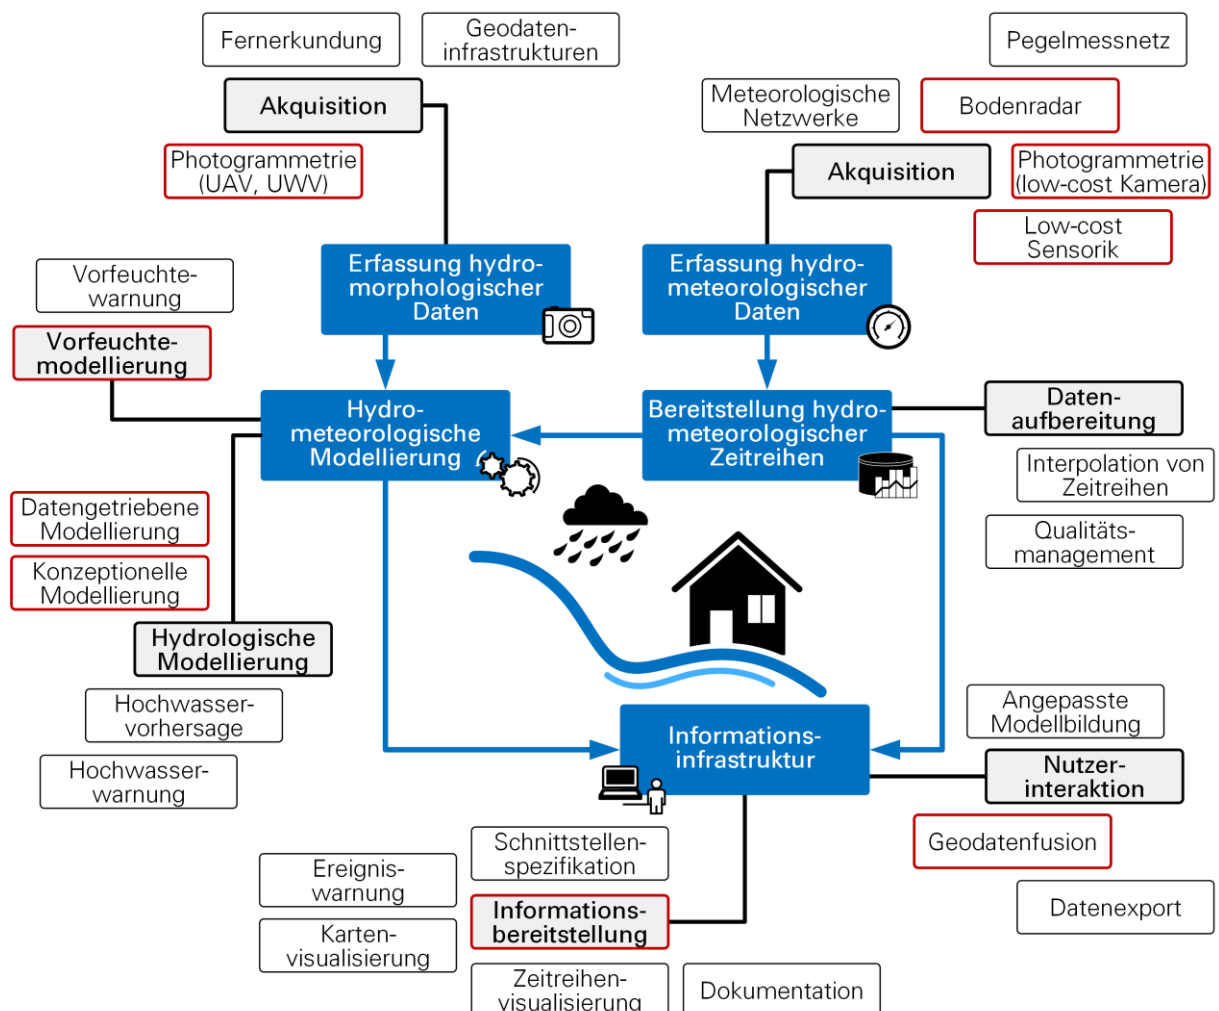 Fernerkundung
Geodaten-
infrastrukturen
Akquisition
Photogrammetrie
(UAV, UWV)
Pegelmessnetz
Meteorologische
Netzwerke
Bodenradar
Akquisition
Photogrammetrie
(low-cost Kamera)
Low-cost
Sensorik
Erfassung hydro-
morphologischer
Daten
Erfassung hydro-
meteorologischer
Daten
Vorfeuchte-
warnung
Vorfeuchte-
modellierung
Hydro-
meteorologische
Modellierung
Bereitstellung hydro-
meteorologischer
Zeitreihen
Daten-
aufbereitung
Interpolation von
Zeitreihen
Qualitäts-
management
Datengetriebene
Modellierung
Konzeptionelle
Modellierung
Hydrologische
Modellierung
Hochwasser-
vorhersage
Hochwasser-
warnung
Informations-
infrastruktur
Angepasste
Modellbildung
Nutzer-
interaktion
Geodatenfusion
Datenexport
Schnittstellen-
spezifikation
Ereignis-
warnung
Informations-
bereitstellung
Karten-
visualisierung
Zeitreihen-
visualisierung
Dokumentation